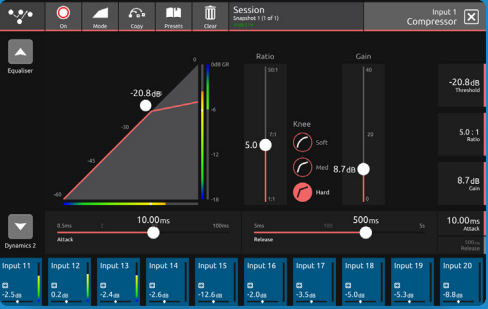 On
Mode
Copy
Presets
Clear
Session
Snapshot 1 (1 of 1)
Input 1
Compressor
Equaliser
0
0dB GR
-20.8dB
-6
-30
-12
-45
-60
-18
Ratio
50:1
7:1
5.0
1:1
Knee
Soft
Med
Hard
Gain
40
20
8.7dB
0
-20.8dB
Threshold
5.0 : 1
Ratio
8.7dB
Gain
10.00ms
Attack
500ms
Release
Dynamics 2
10.00ms
0.5ms
2
100ms
Attack
500ms
5ms
100
5s
Release
Input 11
-2.5dB
Input 12
0.2dB
Input 13
-2.4dB
Input 14
-2.6dB
Input 15
-12.6dB
Input 16
-2.0dB
Input 17
-3.5dB
Input 18
-5.0dB
Input 19
-5.3dB
Input 20
-8.8dB